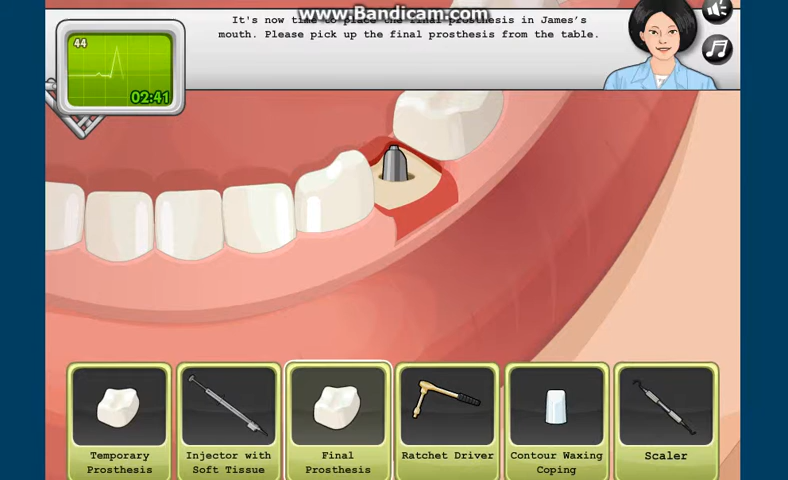 www.Bandicam.com
It's now time to place the final prosthesis in James's
mouth. Please pick up the final prosthesis from the table.
44
02:41
Temporary
Prosthesis
Injector with
Soft Tissue
Final
Prosthesis
Ratchet Driver
Contour Waxing
Coping
Scaler